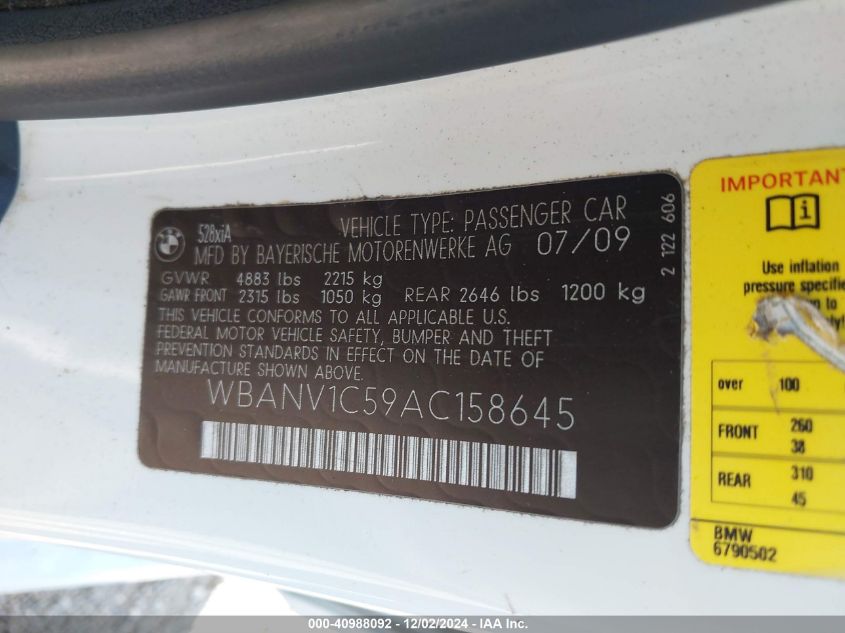 BMW
528xiA
VEHICLE TYPE: PASSENGER CAR
MFD BY BAYERISCHE MOTORENWERKE AG 07/09
GVWR 4883 lbs 2215 kg
GAWR FRONT 2315 lbs 1050 kg REAR 2646 lbs 1200 kg
THIS VEHICLE CONFORMS TO ALL APPLICABLE U.S.
FEDERAL MOTOR VEHICLE SAFETY, BUMPER AND THEFT
PREVENTION STANDARDS IN EFFECT ON THE DATE OF
MANUFACTURE SHOWN ABOVE.
WBANV1C59AC158645
2 122 606
IMPORTANT
i
Use inflation
pressure specifie
to
over 100
FRONT 260
38
REAR 310
45
BMW
6790502
000-40988092 - 12/02/2024 - IAA Inc.